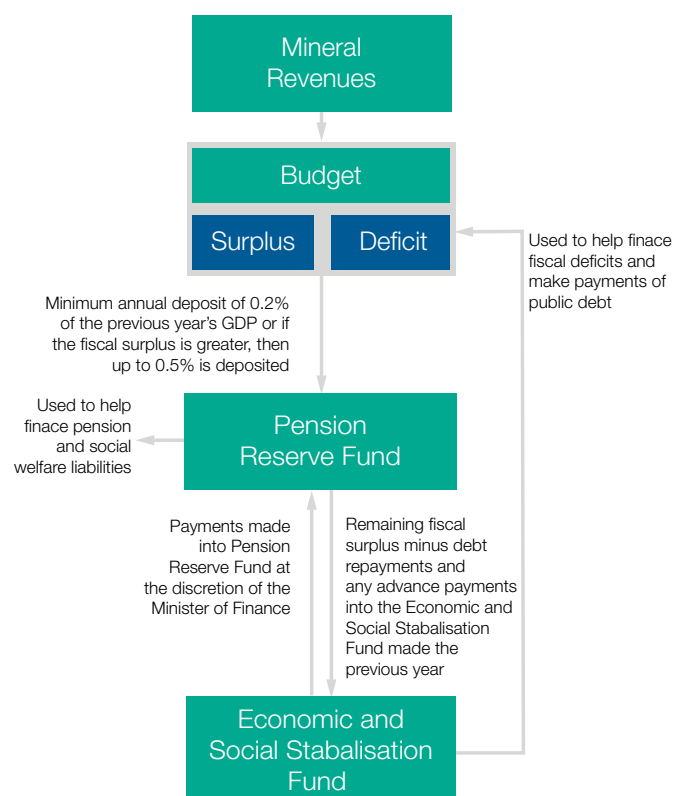 Mineral
Revenues
Budget
Surplus
Deficit
Used to help finace
fiscal deficits and
make payments of
public debt
Minimum annual deposit of 0.2%
of the previous year’s GDP or if
the fiscal surplus is greater, then
up to 0.5% is deposited
Used to help
finace pension
and social
welfare liabilities
Pension
Reserve Fund
Payments made
into Pension
Reserve Fund at
the discretion of the
Minister of Finance
Remaining fiscal
surplus minus debt
repayments and
any advance payments
into the Economic and
Social Stabalisation
Fund made the
previous year
Economic and
Social Stabalisation
Fund